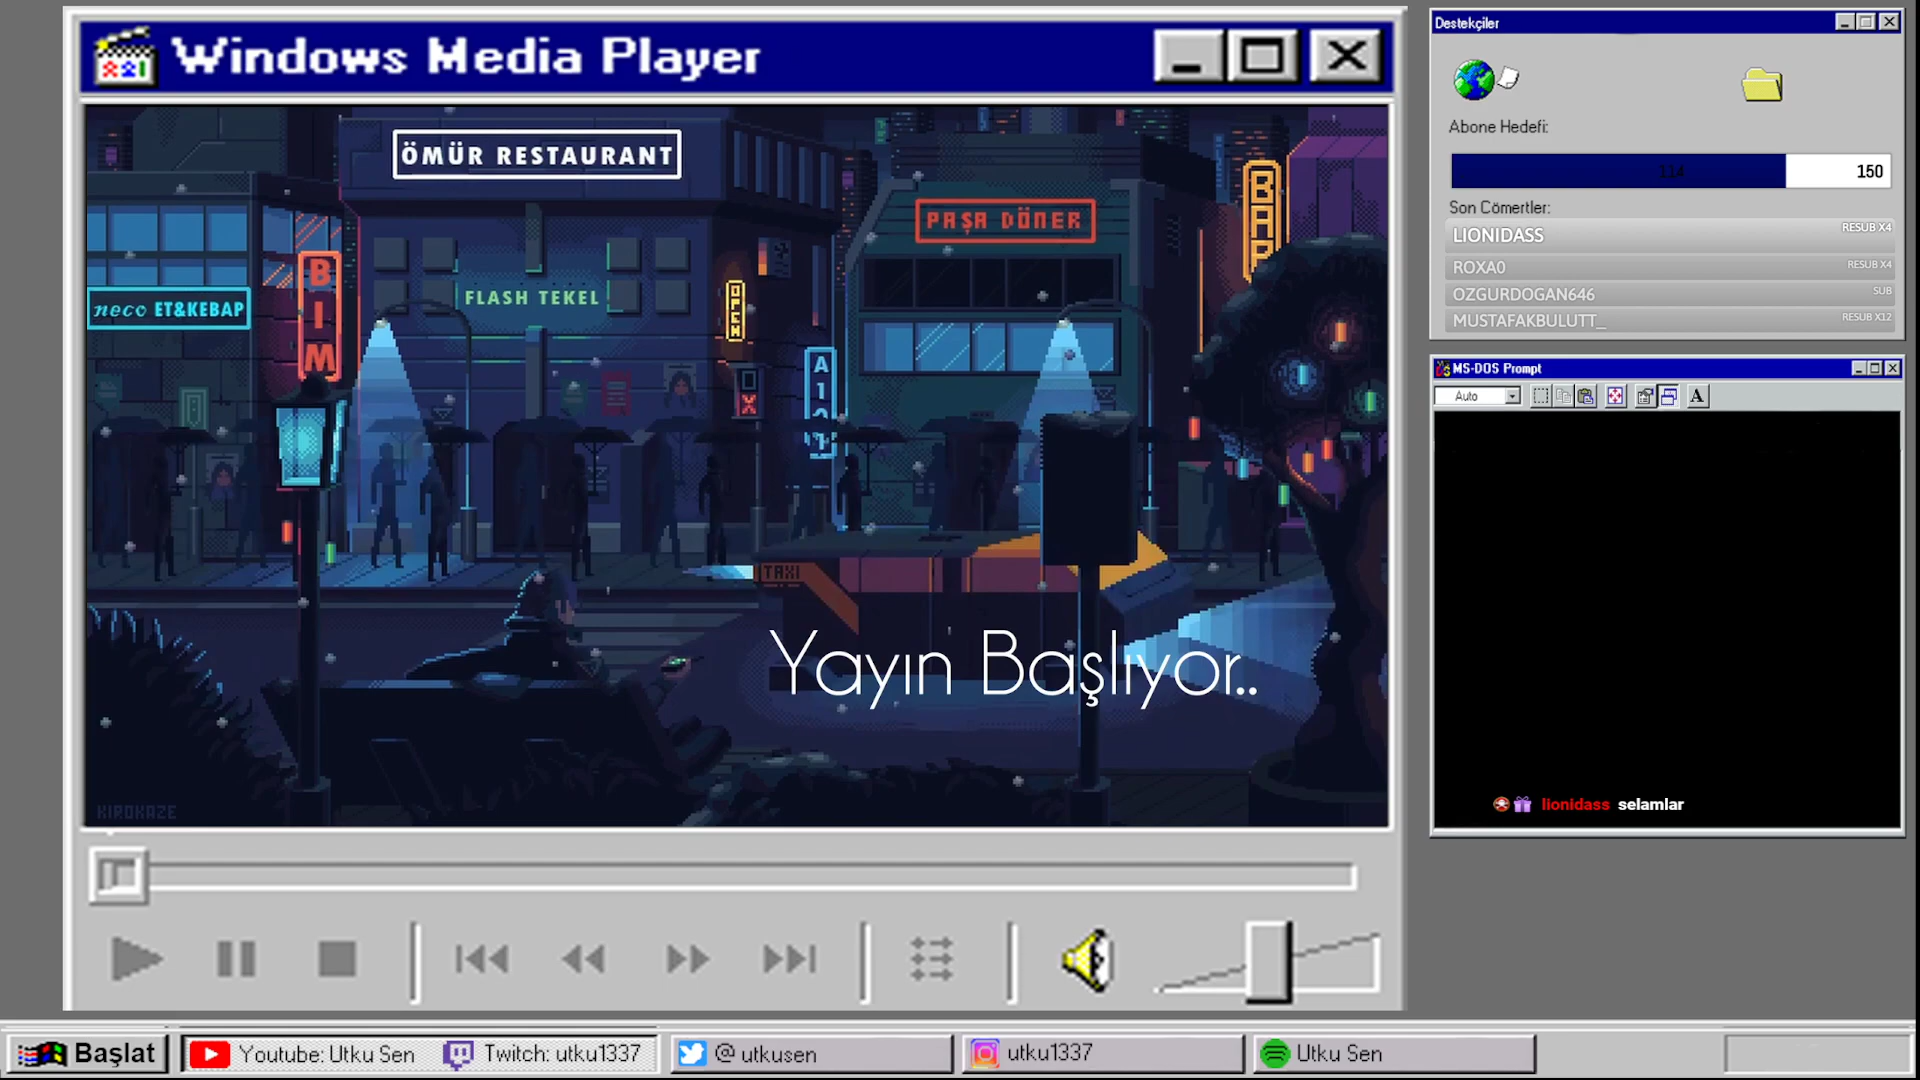 Windows Media Player
ÖMÜR RESTAURANT
PAŞA DÖNER
BAR
BIM
neco ET&KEBAP
FLASH TEKEL
OPEN
TAXI
Yayın Başlıyor..
KIROKAZE
Destekçiler
Abone Hedefi:
114
150
Son Cömertler:
LIONIDASS RESUB X4
ROXA0 RESUB X4
OZGURDOGAN646 SUB
MUSTAFAKBULUTT_ RESUB X12
MS-DOS Prompt
Auto
A
lionidass selamlar
Başlat
Youtube: Utku Sen
Twitch: utku1337
@utkusen
utku1337
Utku Sen